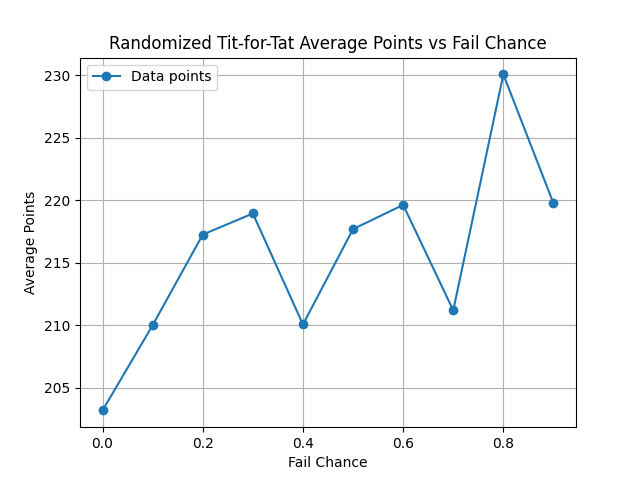 Randomized Tit-for-Tat Average Points vs Fail Chance
Data points
230
225
220
215
210
205
Average Points
0.0 0.2 0.4 0.6 0.8
Fail Chance